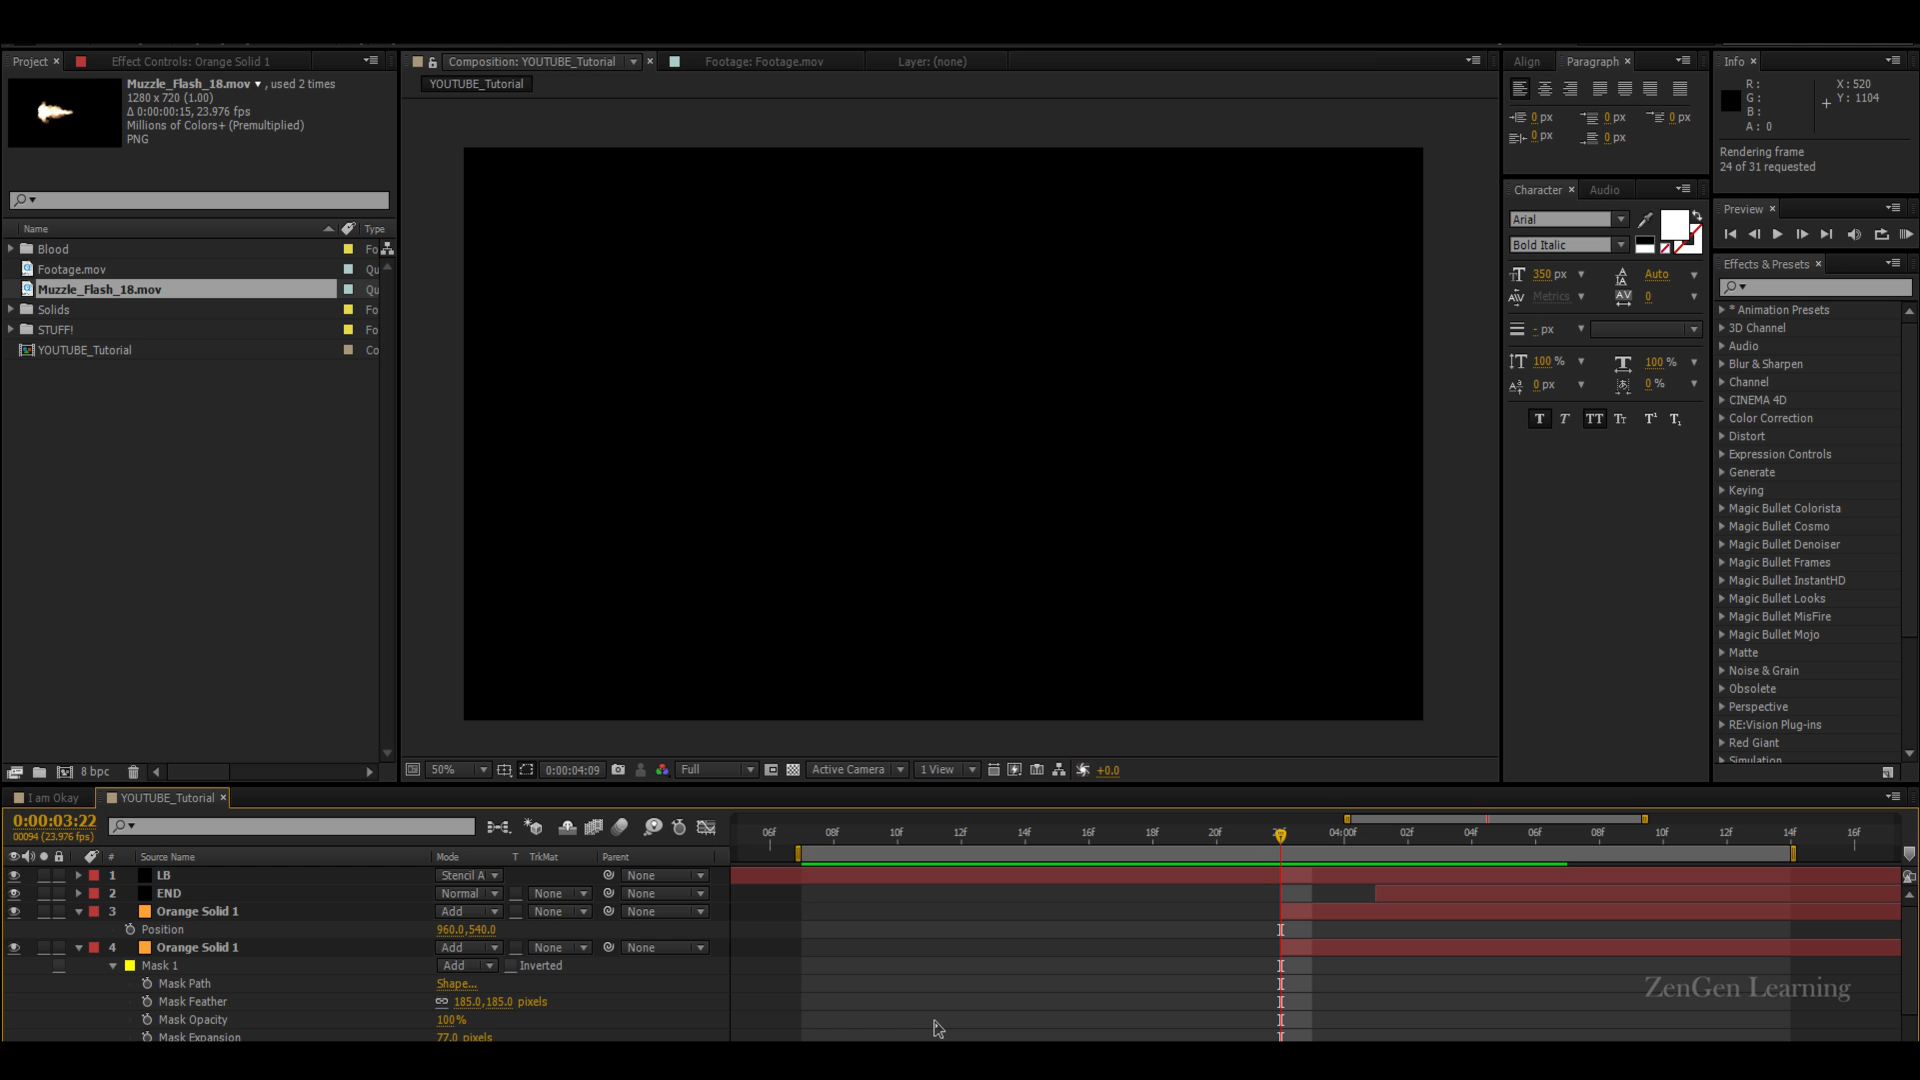 Project × Effect Controls: Orange Solid 1
Muzzle_Flash_18.mov ▼ , used 2 times
1280 x 720 (1.00)
Δ 0:00:00:15, 23.976 fps
Millions of Colors+ (Premultiplied)
PNG
Name Type
Blood Fo
Footage.mov Qu
Muzzle_Flash_18.mov Qu
Solids Fo
STUFF! Fo
YOUTUBE_Tutorial Co
8 bpc
Composition: YOUTUBE_Tutorial × Footage: Footage.mov Layer: (none)
YOUTUBE_Tutorial
50% 0:00:04:09 Full Active Camera 1 View +0.0
Align Paragraph ×
0 px 0 px 0 px
0 px 0 px
Character × Audio
Arial
Bold Italic
350 px Auto
Metrics 0
- px
100 % 100 %
0 px 0 %
T T TT Tt T¹ T₁
Info ×
R : X : 520
G : Y : 1104
B :
A : 0
Rendering frame
24 of 31 requested
Preview ×
Effects & Presets ×
* Animation Presets
3D Channel
Audio
Blur & Sharpen
Channel
CINEMA 4D
Color Correction
Distort
Expression Controls
Generate
Keying
Magic Bullet Colorista
Magic Bullet Cosmo
Magic Bullet Denoiser
Magic Bullet Frames
Magic Bullet InstantHD
Magic Bullet Looks
Magic Bullet MisFire
Magic Bullet Mojo
Matte
Noise & Grain
Obsolete
Perspective
RE:Vision Plug-ins
Red Giant
Simulation
I am Okay YOUTUBE_Tutorial ×
0:00:03:22
00094 (23.976 fps)
06f 08f 10f 12f 14f 16f 18f 20f 04:00f 02f 04f 06f 08f 10f 12f 14f 16f
# Source Name Mode T TrkMat Parent
1 LB Stencil A None
2 END Normal None None
3 Orange Solid 1 Add None None
Position 960.0,540.0
4 Orange Solid 1 Add None None
Mask 1 Add Inverted
Mask Path Shape...
Mask Feather 185.0,185.0 pixels
Mask Opacity 100%
Mask Expansion 77.0 pixels
ZenGen Learning